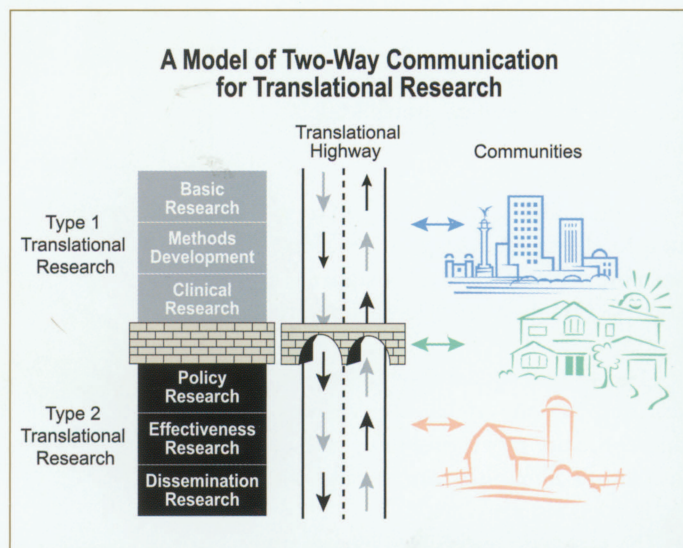 A Model of Two-Way Communication
for Translational Research
Translational
Highway
Communities
Type 1
Translational
Research
Basic
Research
Methods
Development
Clinical
Research
Type 2
Translational
Research
Policy
Research
Effectiveness
Research
Dissemination
Research